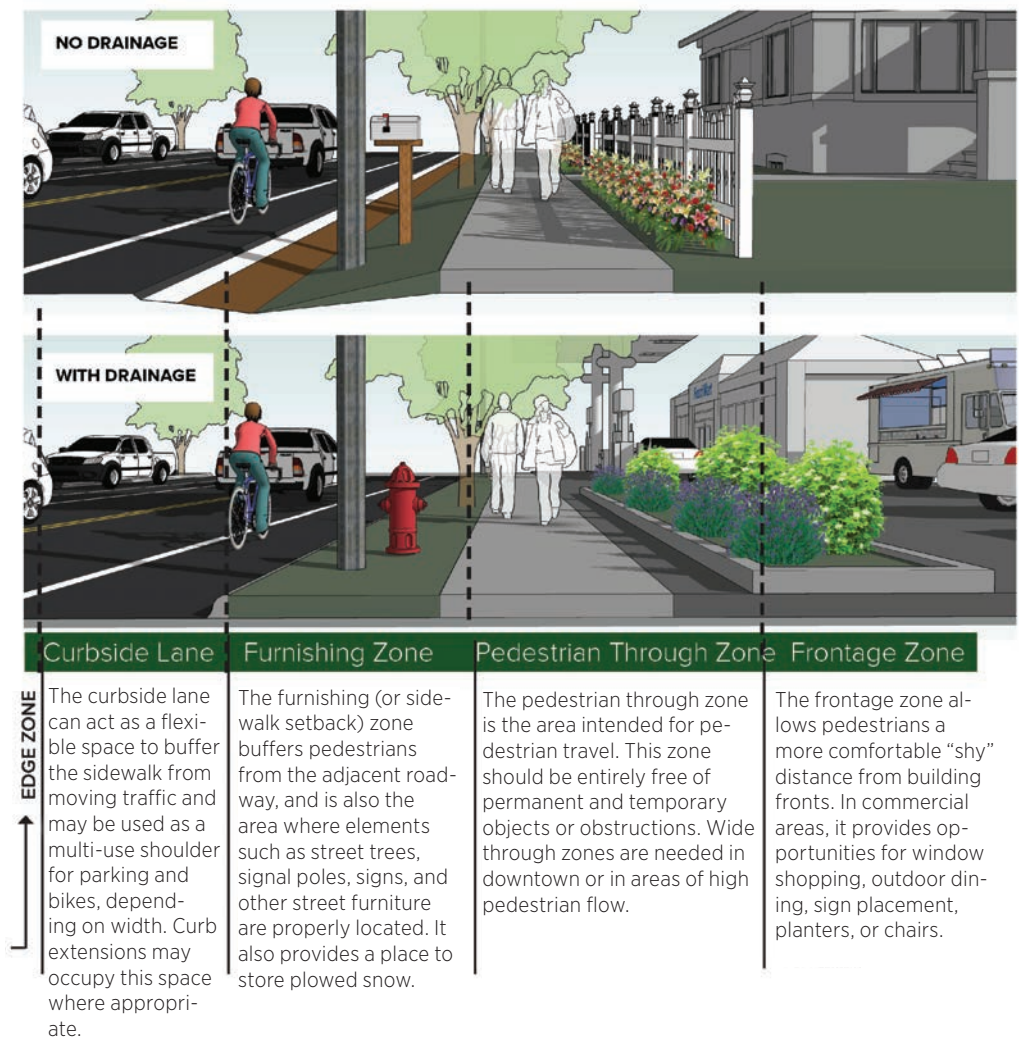 NO DRAINAGE
WITH DRAINAGE
Curbside Lane
Furnishing Zone
Pedestrian Through Zone
Frontage Zone
EDGE ZONE
The curbside lane
can act as a flexi-
ble space to buffer
the sidewalk from
moving traffic and
may be used as a
multi-use shoulder
for parking and
bikes, depend-
ing on width. Curb
extensions may
occupy this space
where appropri-
ate.
The furnishing (or side-
walk setback) zone
buffers pedestrians
from the adjacent road-
way, and is also the
area where elements
such as street trees,
signal poles, signs, and
other street furniture
are properly located. It
also provides a place to
store plowed snow.
The pedestrian through zone
is the area intended for pe-
destrian travel. This zone
should be entirely free of
permanent and temporary
objects or obstructions. Wide
through zones are needed in
downtown or in areas of high
pedestrian flow.
The frontage zone al-
lows pedestrians a
more comfortable “shy”
distance from building
fronts. In commercial
areas, it provides op-
portunities for window
shopping, outdoor din-
ing, sign placement,
planters, or chairs.